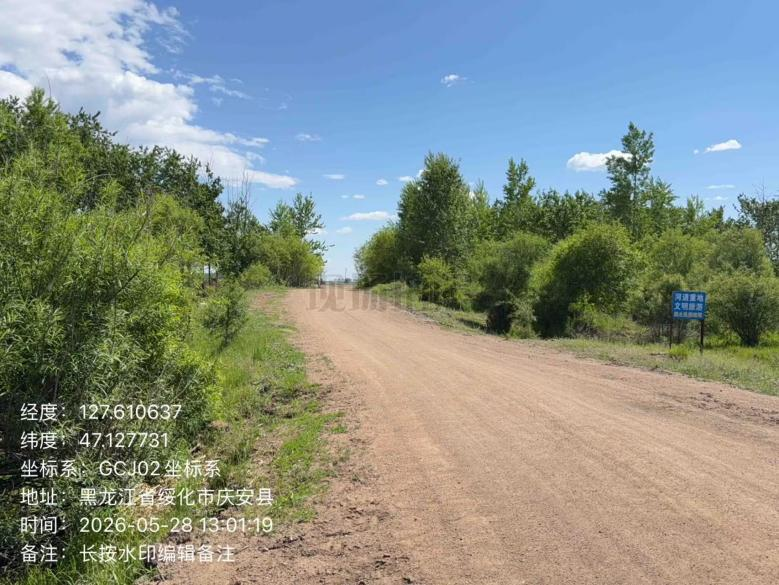 河道重地
文明旅游
经度：127.610637
纬度：47.127731
坐标系：GCJ02坐标系
地址：黑龙江省绥化市庆安县
时间：2026-05-28 13:01:19
备注：长按水印编辑备注